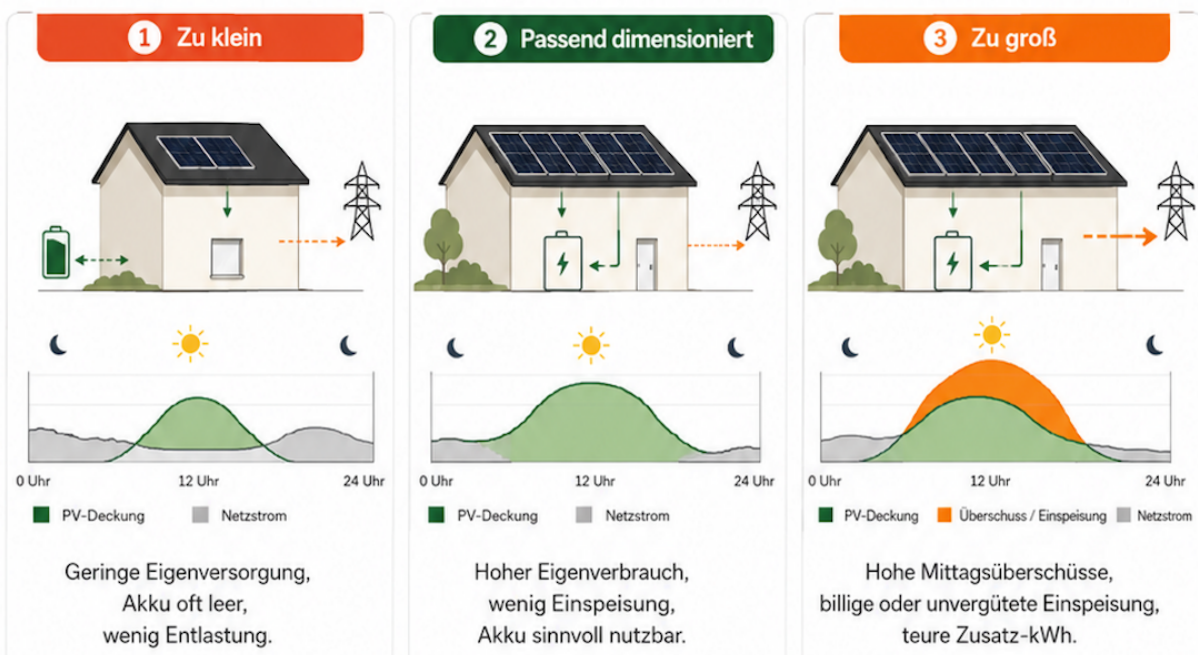 1 Zu klein
0 Uhr
12 Uhr
24 Uhr
PV-Deckung
Netzstrom
Geringe Eigenversorgung,
Akku oft leer,
wenig Entlastung.
2 Passend dimensioniert
0 Uhr
12 Uhr
24 Uhr
PV-Deckung
Netzstrom
Hoher Eigenverbrauch,
wenig Einspeisung,
Akku sinnvoll nutzbar.
3 Zu groß
0 Uhr
12 Uhr
24 Uhr
PV-Deckung
Überschuss / Einspeisung
Netzstrom
Hohe Mittagsüberschüsse,
billige oder unvergütete Einspeisung,
teure Zusatz-kWh.